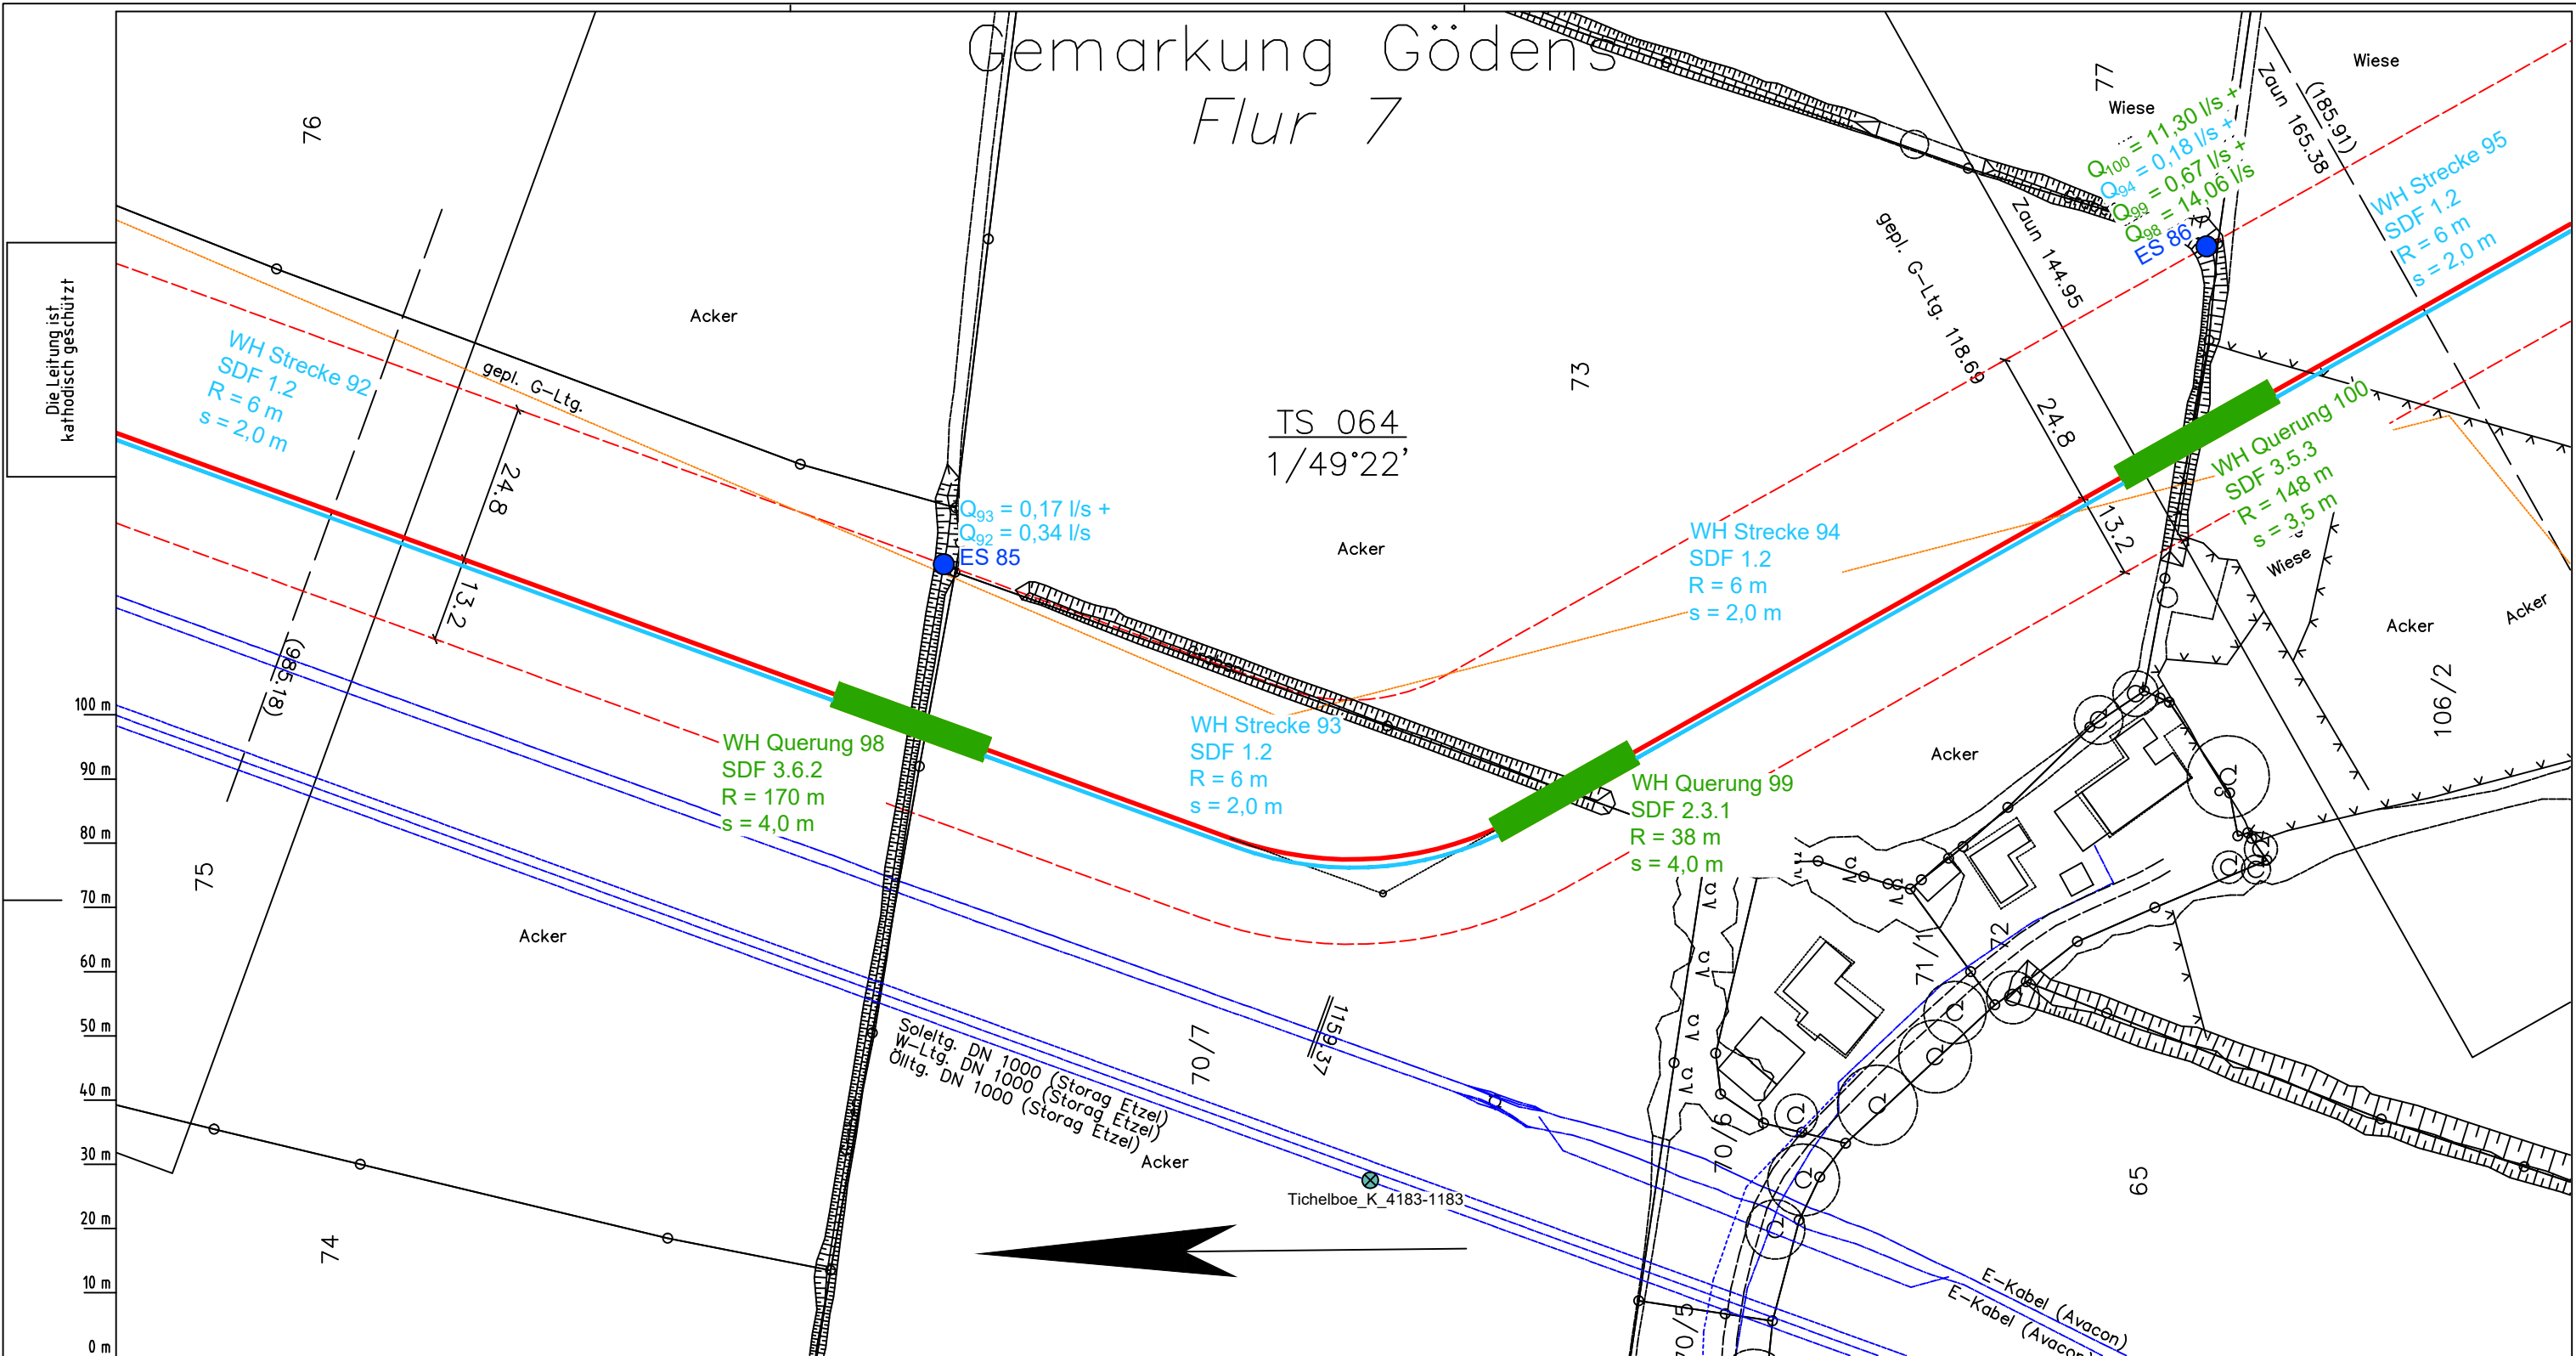 Gemarkung Gödens
Flur 7
Die Leitung ist
kathodisch geschützt
76
Acker
WH Strecke 92
SDF 1.2
R = 6 m
s = 2,0 m
gepl. G-Ltg.
24.8
13.2
(985.18)
Q93 = 0,17 l/s +
Q92 = 0,34 l/s
ES 85
TS 064
1/49°22'
73
Acker
77
Wiese
Wiese
Q100 = 11,30 l/s +
Q94 = 0,18 l/s +
Q99 = 0,67 l/s +
Q98 = 14,06 l/s
ES 86
Zaun 165.38
(185.91)
WH Strecke 95
SDF 1.2
R = 6 m
s = 2,0 m
gepl. G-Ltg. 118.69
Zaun 144.95
24.8
13.2
WH Querung 100
SDF 3.5.3
R = 148 m
s = 3,5 m
Wiese
Acker
Acker
106/2
WH Strecke 94
SDF 1.2
R = 6 m
s = 2,0 m
WH Querung 98
SDF 3.6.2
R = 170 m
s = 4,0 m
WH Strecke 93
SDF 1.2
R = 6 m
s = 2,0 m
WH Querung 99
SDF 2.3.1
R = 38 m
s = 4,0 m
Acker
100 m
90 m
80 m
70 m
60 m
50 m
40 m
30 m
20 m
10 m
0 m
75
Acker
74
Soleltg. DN 1000 (Storag Etzel)
W-Ltg. DN 1000 (Storag Etzel)
Ölltg. DN 1000 (Storag Etzel)
Acker
70/7
1159.37
Tichelboe_K_4183-1183
71/1
72
70/6
70/5
65
E-Kabel (Avacon)
E-Kabel (Avacon)